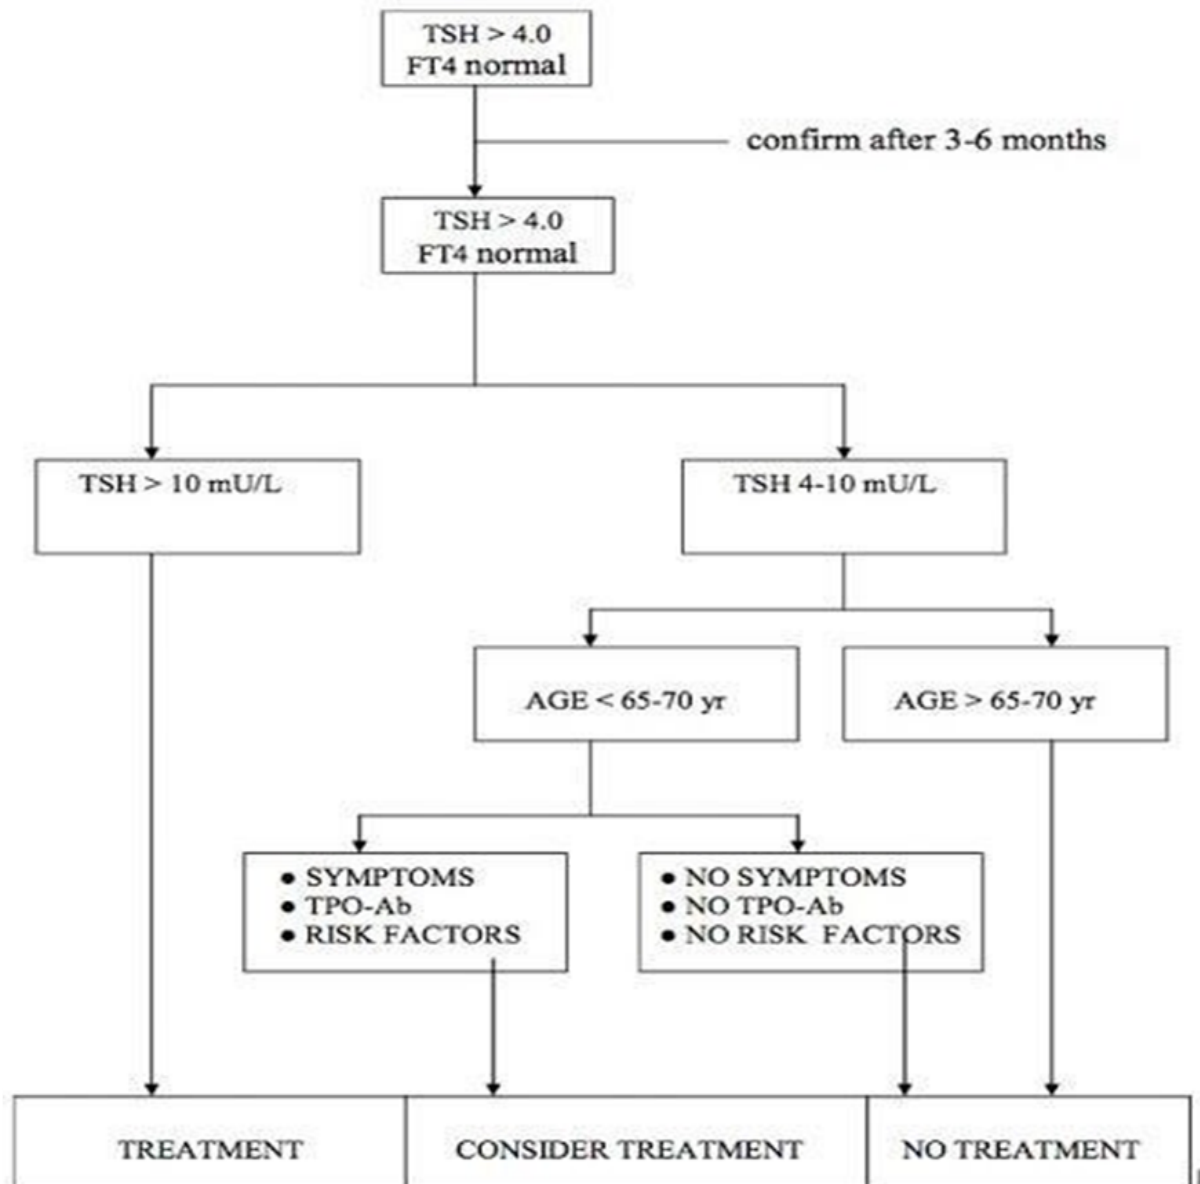 TSH > 4.0
FT4 normal
confirm after 3-6 months
TSH > 4.0
FT4 normal
TSH > 10 mU/L
TSH 4-10 mU/L
AGE < 65-70 yr
AGE > 65-70 yr
● SYMPTOMS
● TPO-Ab
● RISK FACTORS
● NO SYMPTOMS
● NO TPO-Ab
● NO RISK FACTORS
TREATMENT
CONSIDER TREATMENT
NO TREATMENT